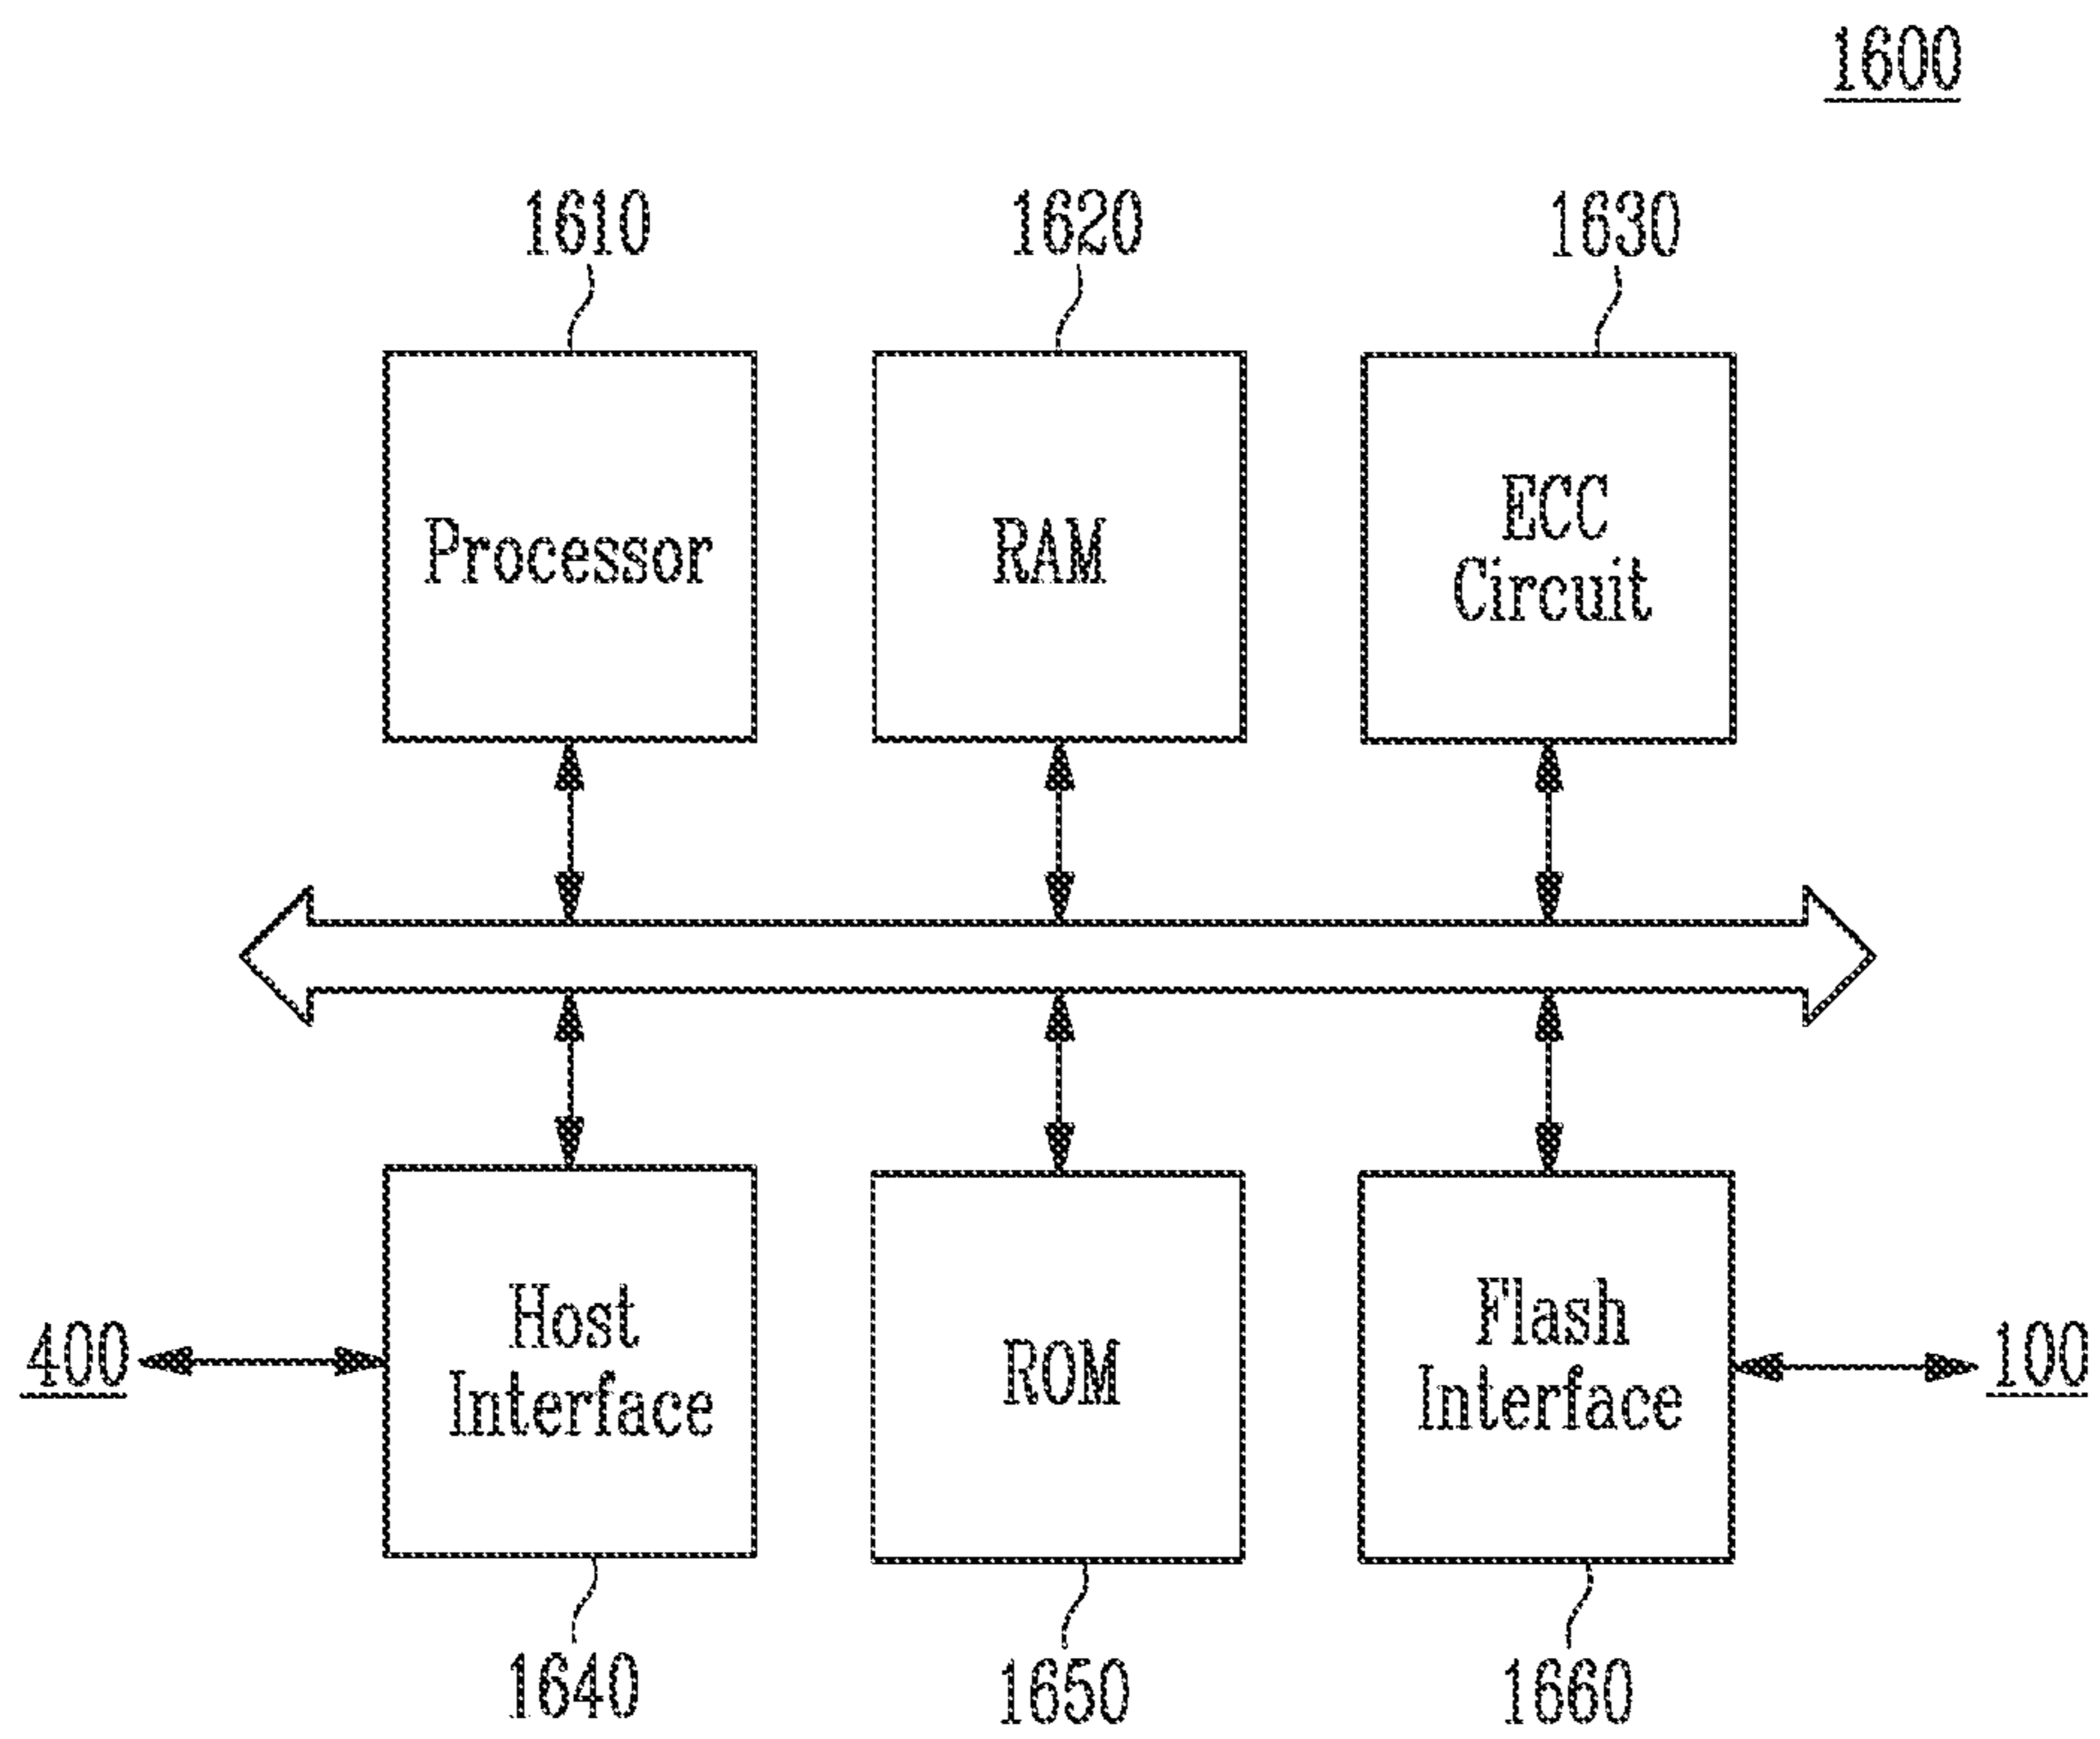 1600
1610
1620
1630
Processor
RAM
ECC
Circuit
400
Host
Interface
ROM
Flash
Interface
100
1640
1650
1660